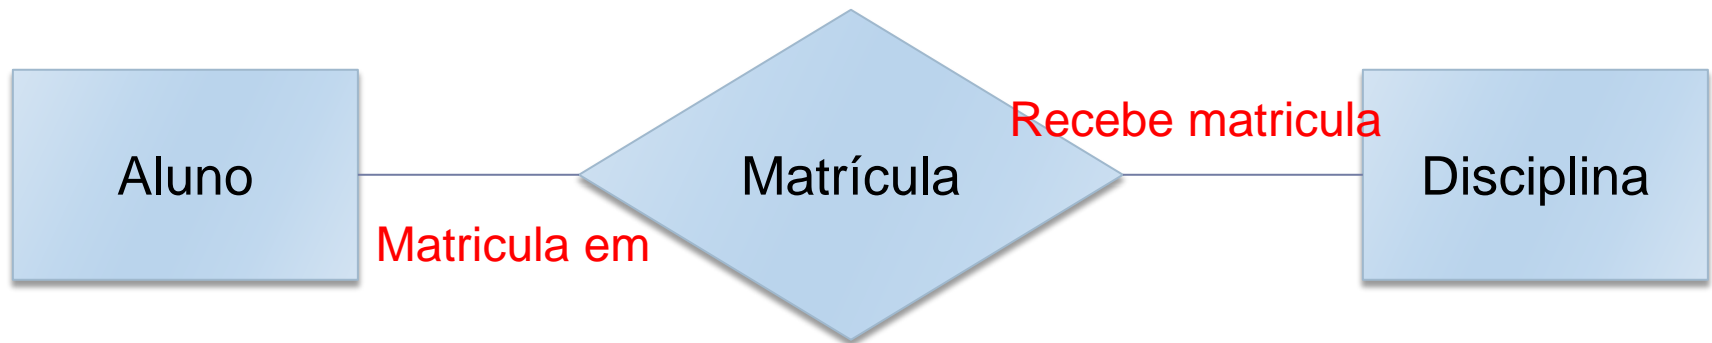 Aluno
Matricula em
Matrícula
Recebe matricula
Disciplina